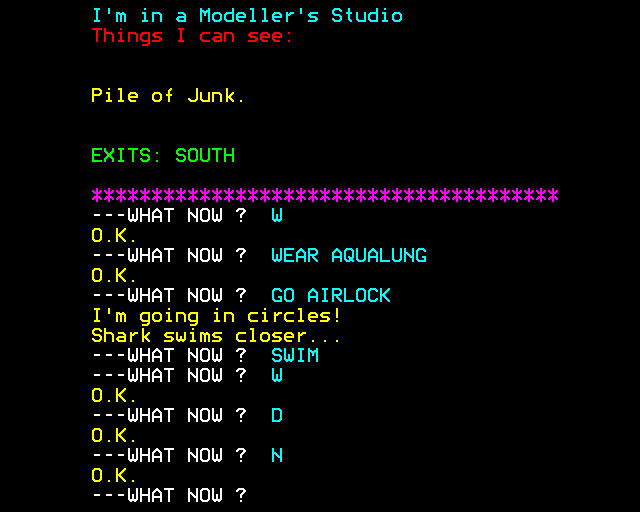 I'm in a Modeller's Studio
Things I can see:
Pile of Junk.
EXITS: SOUTH
***************************************
---WHAT NOW ?  W
O.K.
---WHAT NOW ?  WEAR AQUALUNG
O.K.
---WHAT NOW ?  GO AIRLOCK
I'm going in circles!
Shark swims closer...
---WHAT NOW ?  SWIM
---WHAT NOW ?  W
O.K.
---WHAT NOW ?  D
O.K.
---WHAT NOW ?  N
O.K.
---WHAT NOW ?